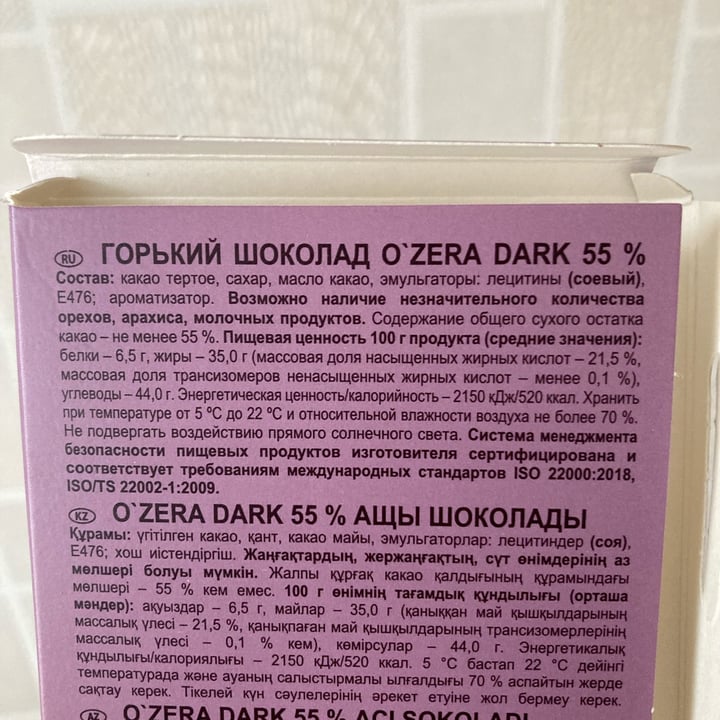 RU ГОРЬКИЙ ШОКОЛАД O`ZERA DARK 55 %
Состав: какао тертое, сахар, масло какао, эмульгаторы: лецитины (соевый),
Е476; ароматизатор. Возможно наличие незначительного количества
орехов, арахиса, молочных продуктов. Содержание общего сухого остатка
какао – не менее 55 %. Пищевая ценность 100 г продукта (средние значения):
белки – 6,5 г, жиры – 35,0 г (массовая доля насыщенных жирных кислот – 21,5 %,
массовая доля трансизомеров ненасыщенных жирных кислот – менее 0,1 %),
углеводы – 44,0 г. Энергетическая ценность/калорийность – 2150 кДж/520 ккал. Хранить
при температуре от 5 ºС до 22 ºС и относительной влажности воздуха не более 70 %.
Не подвергать воздействию прямого солнечного света. Система менеджмента
безопасности пищевых продуктов изготовителя сертифицирована и
соответствует требованиям международных стандартов ISO 22000:2018,
ISO/TS 22002-1:2009.
KZ O`ZERA DARK 55 % АЩЫ ШОКОЛАДЫ
Құрамы: үгітілген какао, қант, какао майы, эмульгаторлар: лецитиндер (соя),
Е476; хош иістендіргіш. Жаңғақтардың, жержаңғақтың, сүт өнімдерінің аз
мөлшері болуы мүмкін. Жалпы құрғақ какао қалдығының құрамындағы
мөлшері – 55 % кем емес. 100 г өнімнің тағамдық құндылығы (орташа
мәндер): ақуыздар – 6,5 г, майлар – 35,0 г (қаныққан май қышқылдарының
массалық үлесі – 21,5 %, қанықпаған май қышқылдарының трансизомерлерінің
массалық үлесі – 0,1 % кем), көмірсулар – 44,0 г. Энергетикалық
құндылығы/калориялығы – 2150 кДж/520 ккал. 5 °С бастап 22 °С дейінгі
температурада және ауаның салыстырмалы ылғалдығы 70 % аспайтын жерде
сақтау керек. Тікелей күн сәулелерінің әрекет етуіне жол бермеу керек.
AZ O`ZERA DARK 55 % ACI ŞOKOLADI